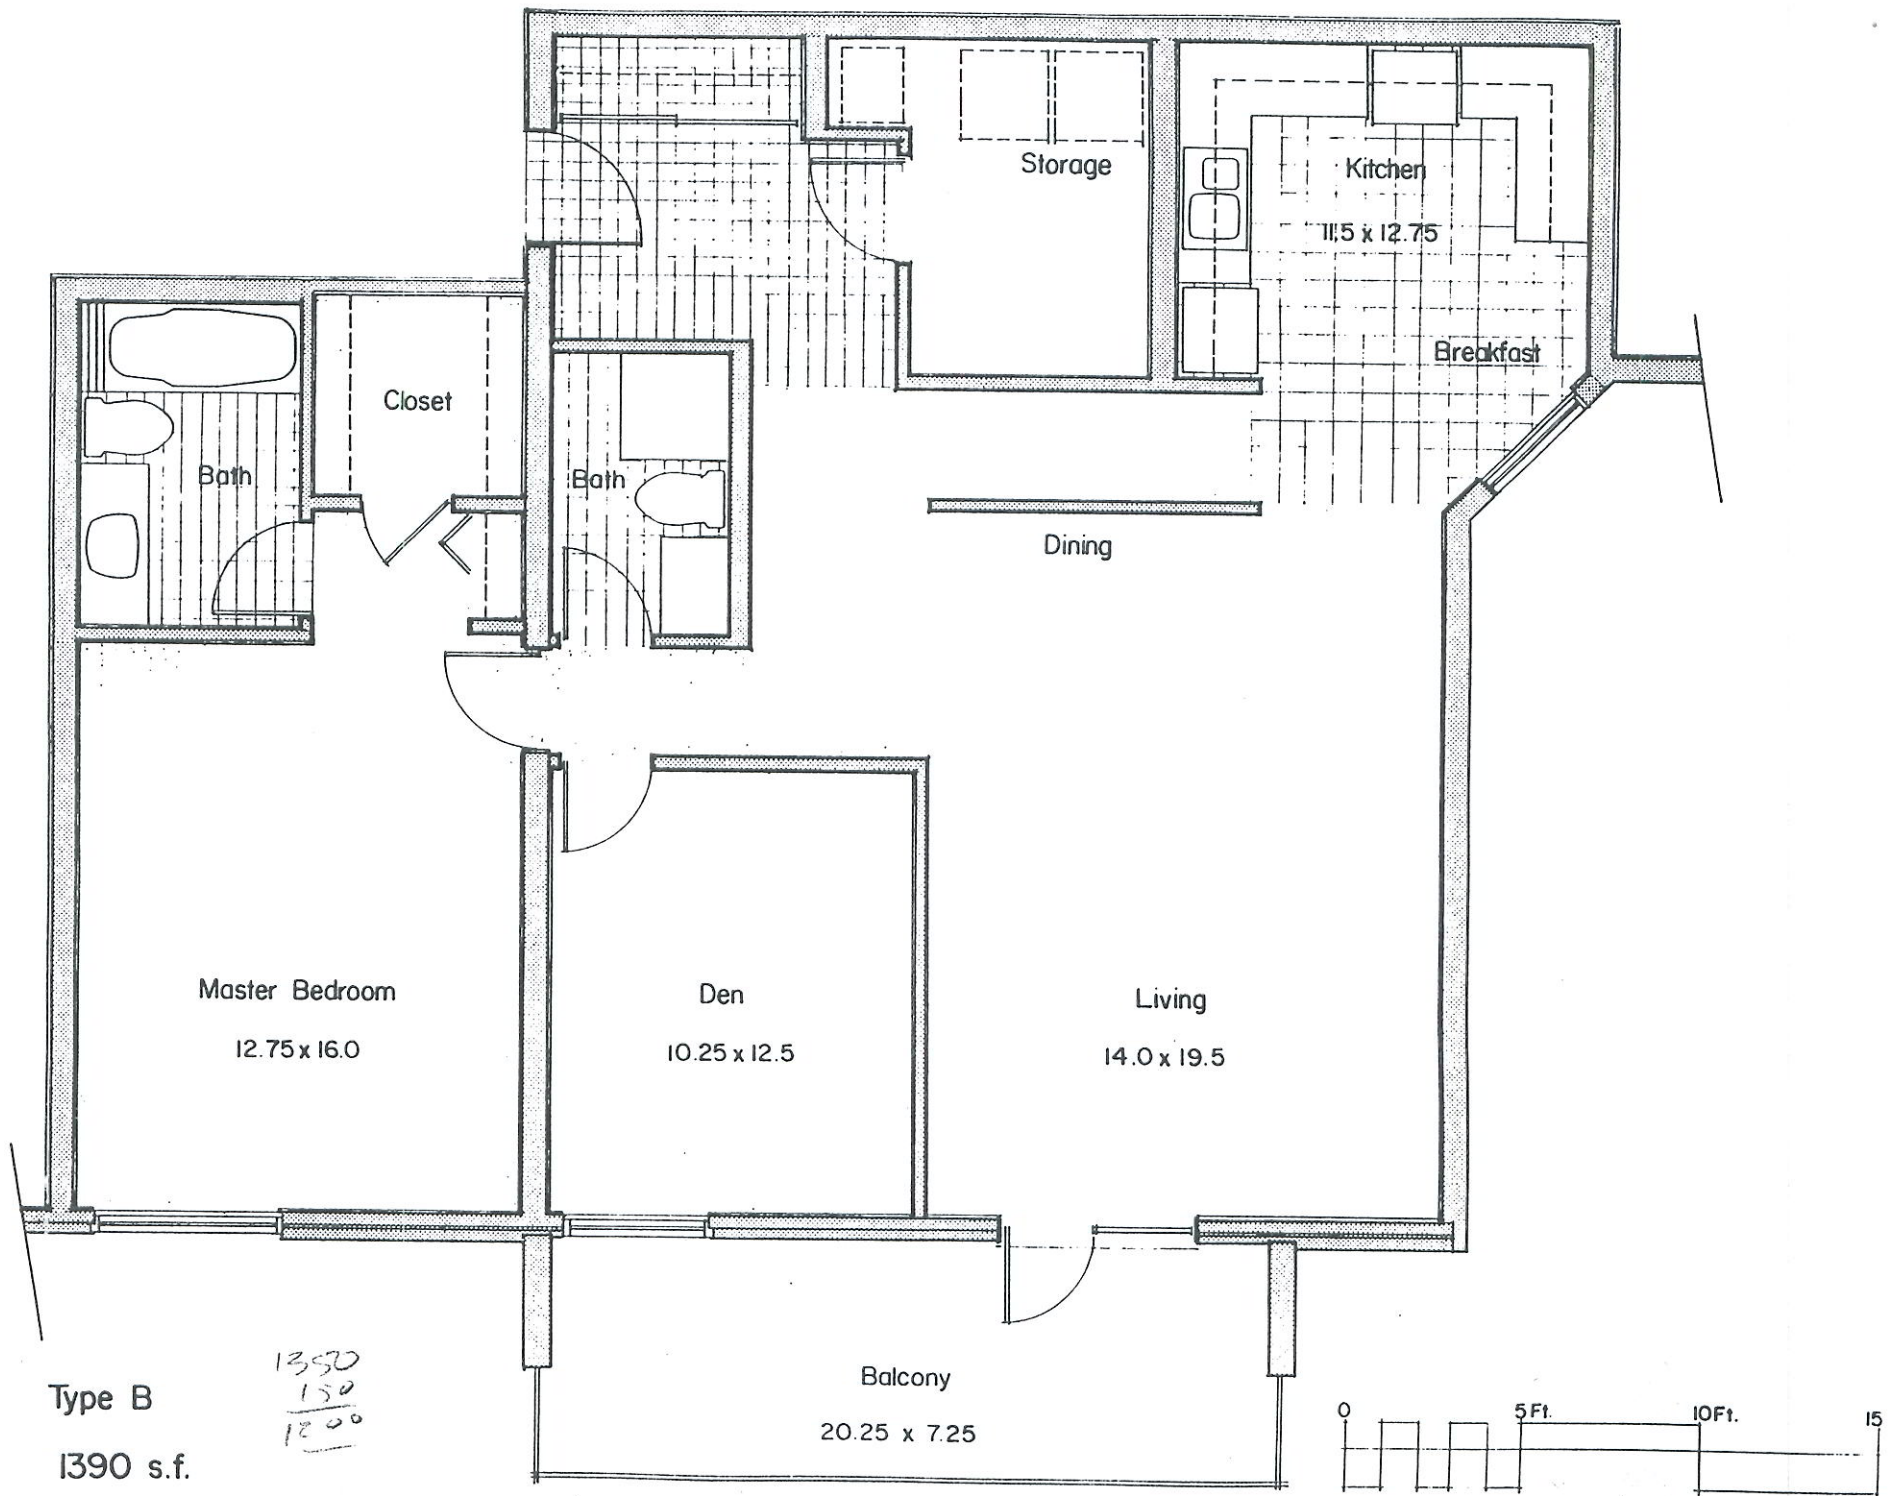 Storage
Kitchen
11.5 x 12.75
Breakfast
Closet
Bath
Bath
Dining
Master Bedroom
12.75 x 16.0
Den
10.25 x 12.5
Living
14.0 x 19.5
Balcony
20.25 x 7.25
Type B
1390 s.f.
1350
150
1200
0 5 Ft. 10 Ft. 15